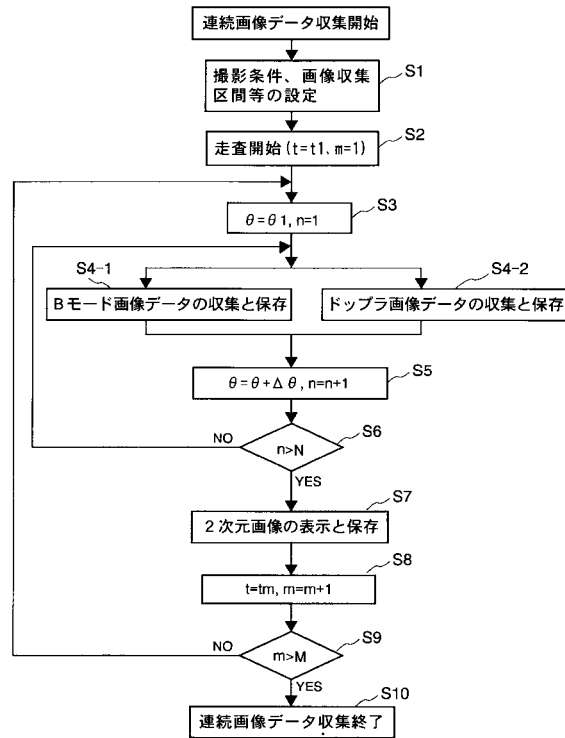 連続画像データ収集開始
S1
撮影条件、画像収集
区間等の設定
S2
走査開始(t=t1、m=1)
S3
θ=θ1, n=1
S4-1
S4-2
Bモード画像データの収集と保存
ドップラ画像データの収集と保存
S5
θ=θ+Δθ, n=n+1
S6
NO
n>N
YES
S7
2次元画像の表示と保存
S8
t=tm, m=m+1
S9
NO
m>M
YES
S10
連続画像データ収集終了